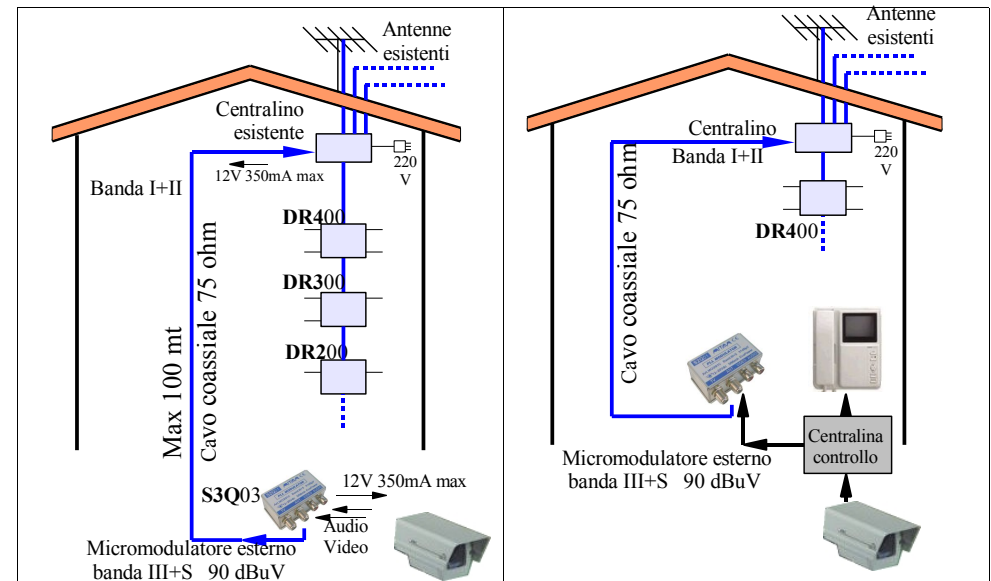 Antenne
esistenti
Centralino
esistente
220
V
12V 350mA max
Banda I+II
DR400
DR300
DR200
Max 100 mt
Cavo coassiale 75 ohm
S3Q03
12V 350mA max
Audio
Video
Micromodulatore esterno
banda III+S 90 dBuV
Antenne
esistenti
Centralino
Banda I+II
220
V
DR400
Cavo coassiale 75 ohm
Centralina
controllo
Micromodulatore esterno
banda III+S 90 dBuV